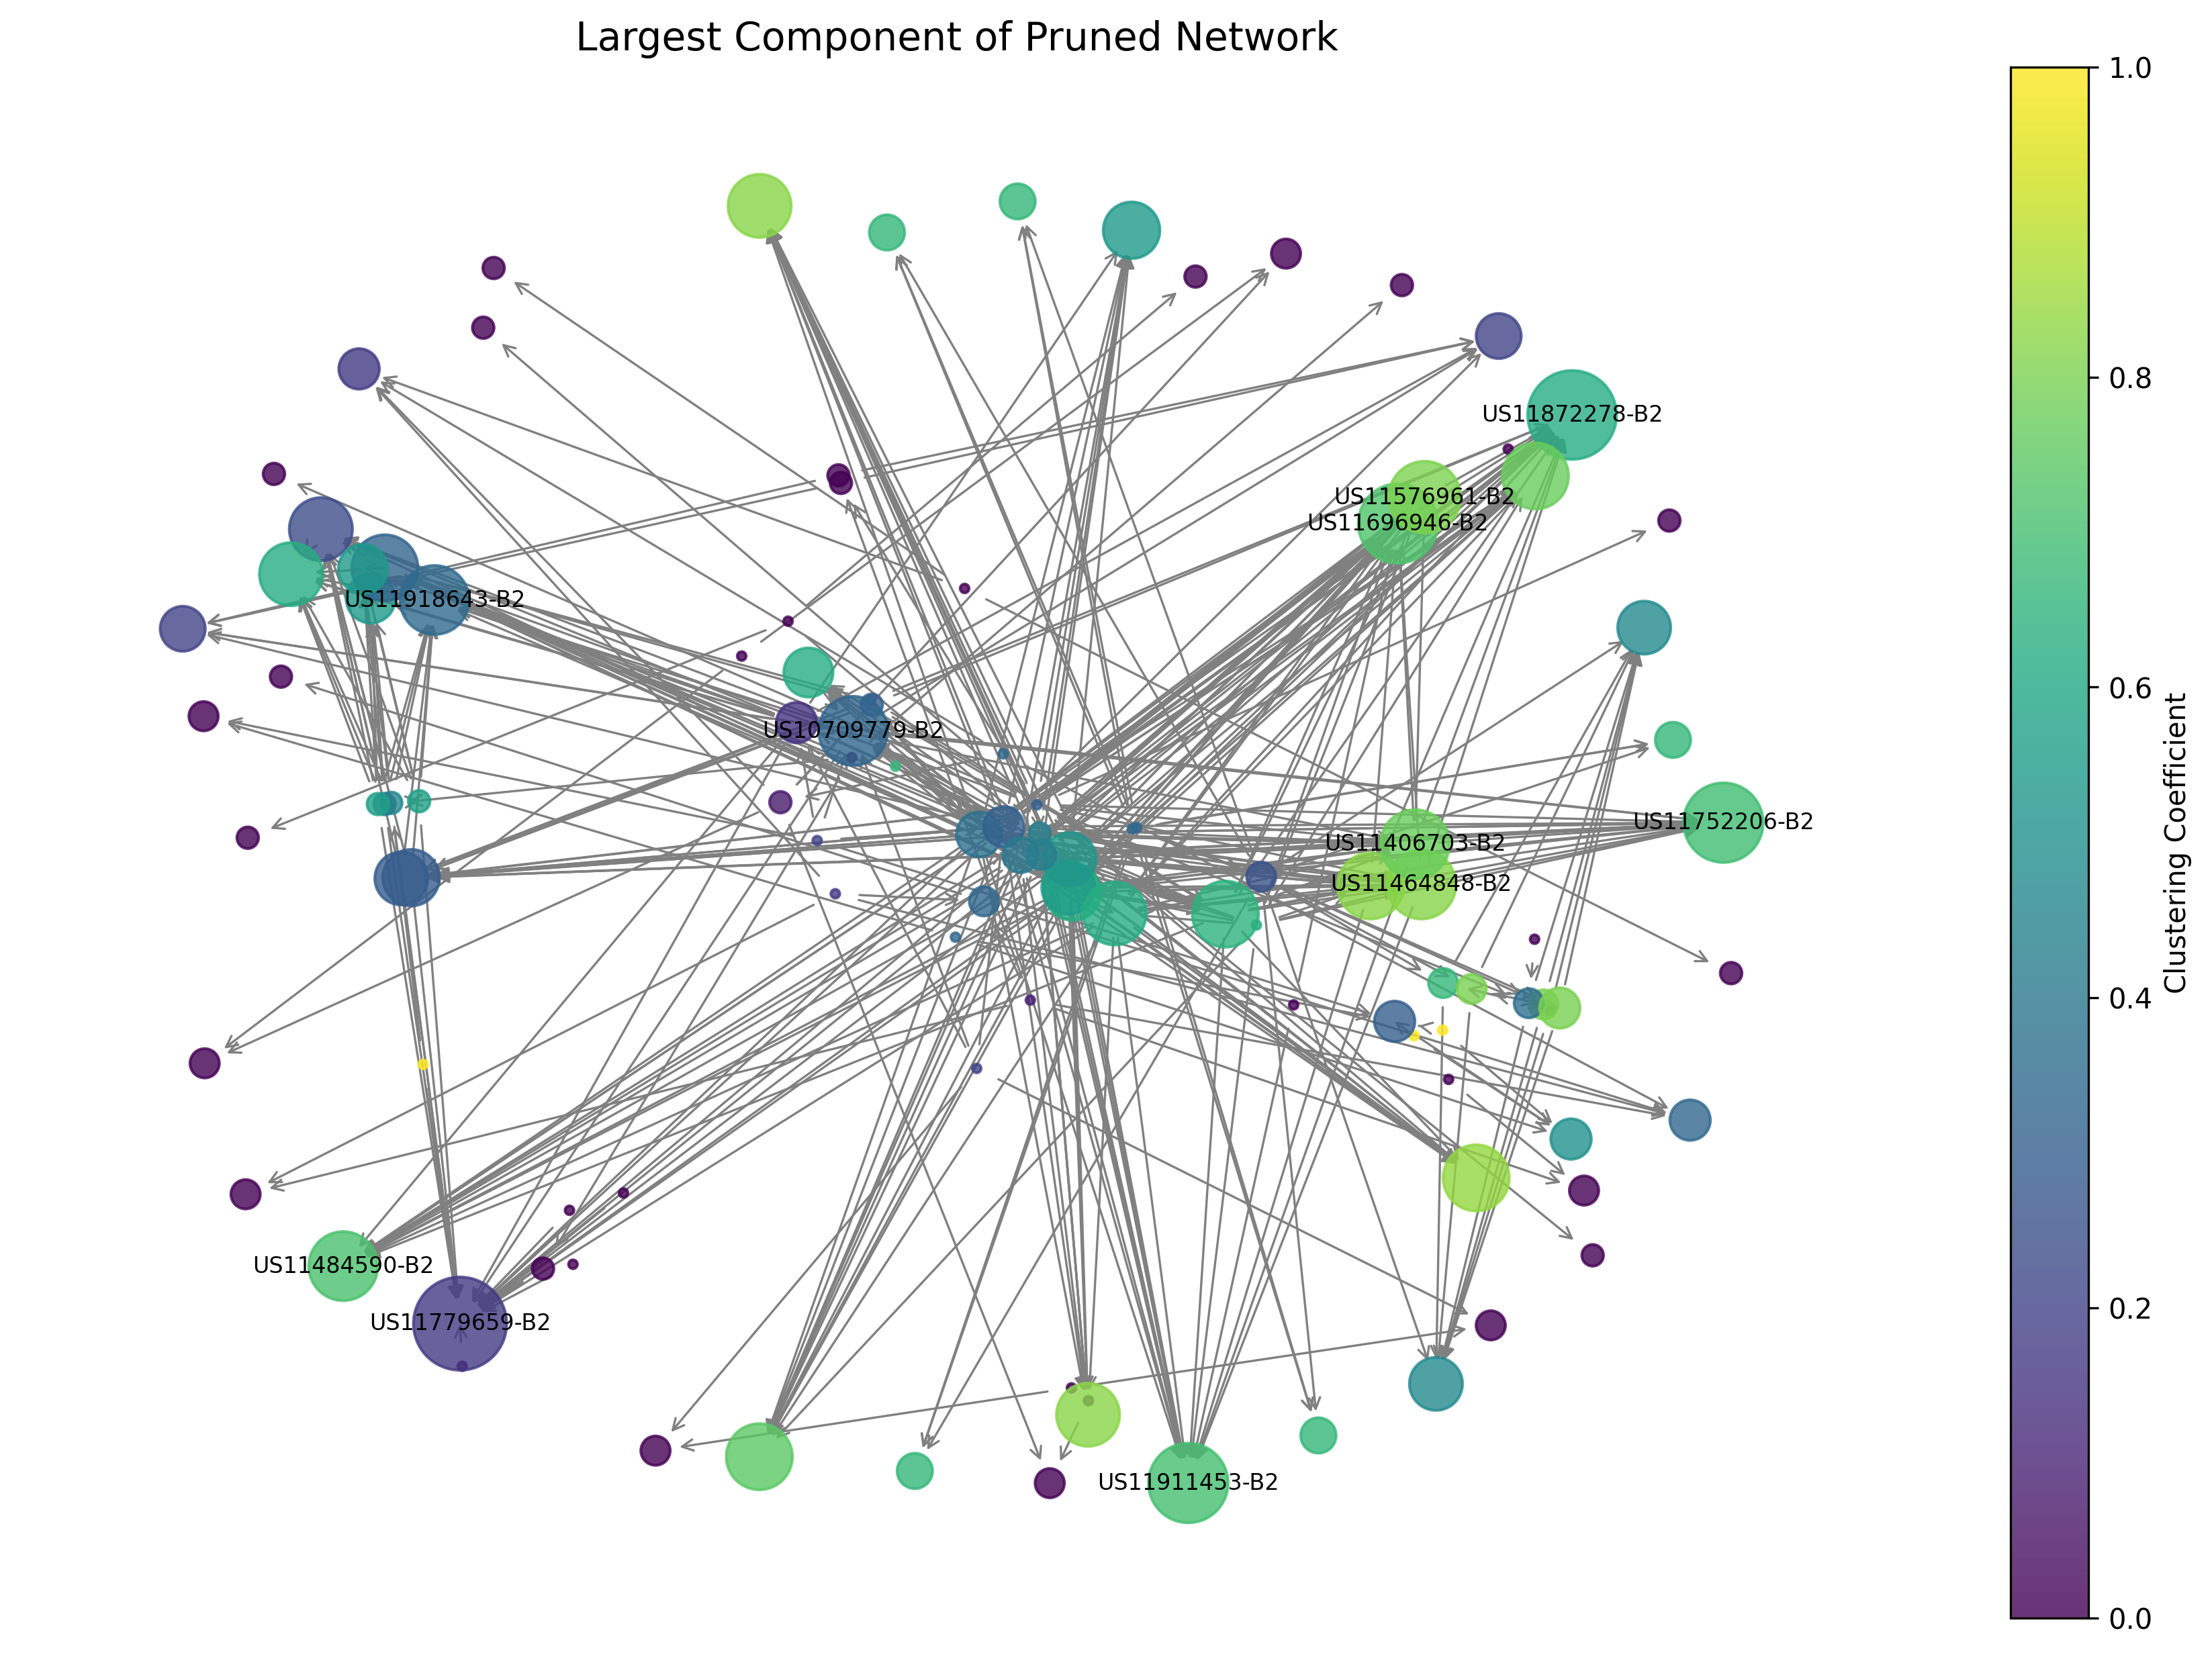 Largest Component of Pruned Network
US11872278-B2
US11576961-B2
US11696946-B2
US11918643-B2
US10709779-B2
US11752206-B2
US11406703-B2
US11464848-B2
US11484590-B2
US11779659-B2
US11911453-B2
1.0
0.8
0.6
0.4
0.2
0.0
Clustering Coefficient